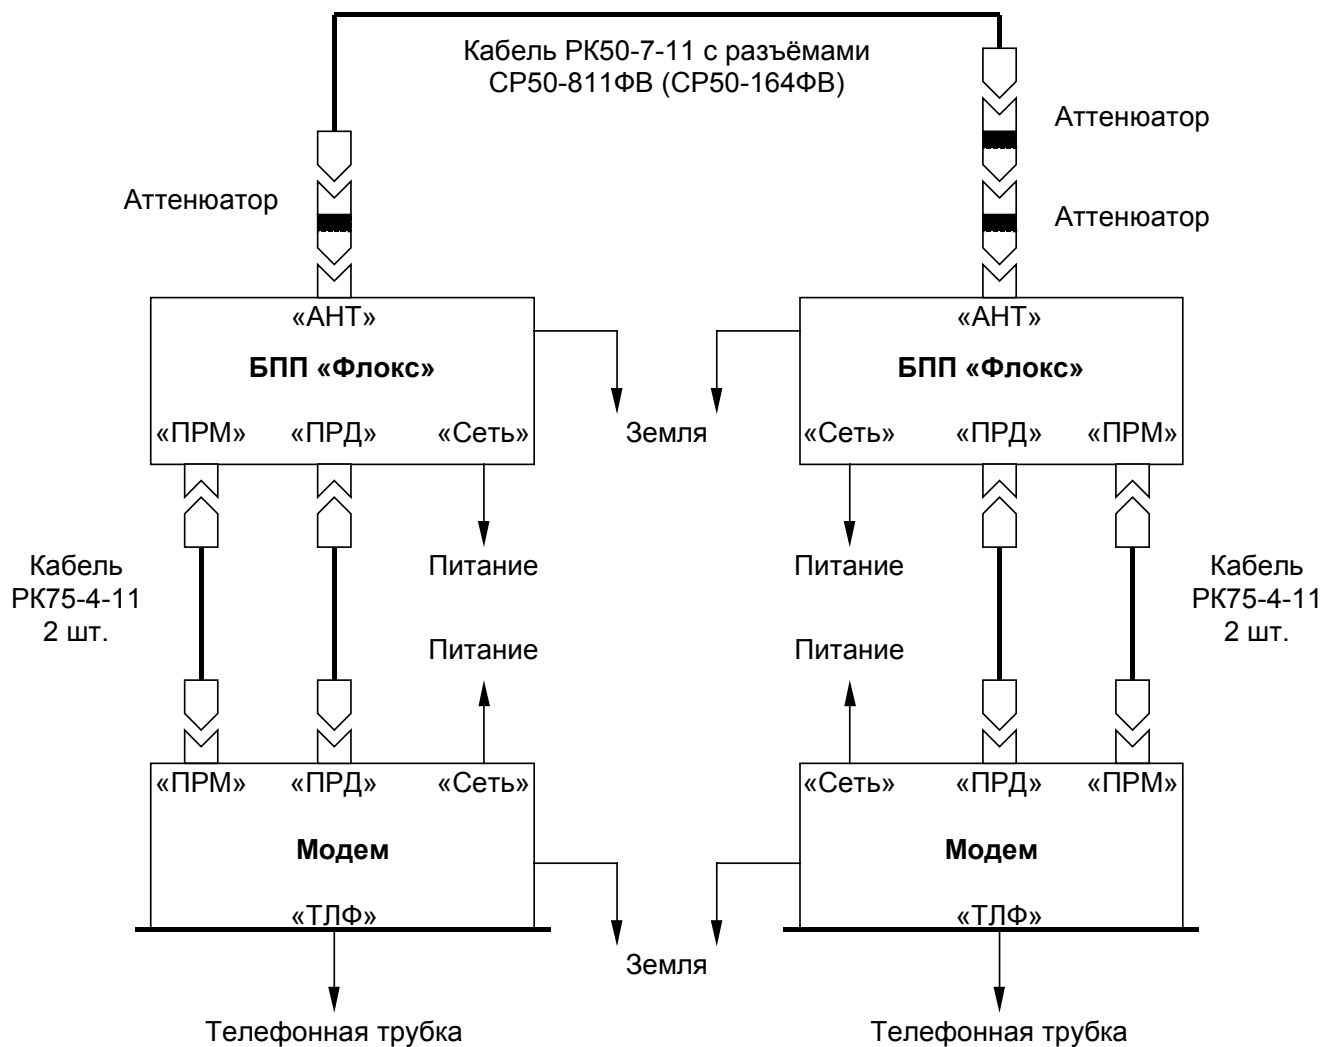 Кабель РК50-7-11 с разъёмами
СР50-811ФВ (СР50-164ФВ)
Аттенюатор
Аттенюатор
Аттенюатор
«АНТ»
«АНТ»
БПП «Флокс»
БПП «Флокс»
«ПРМ» «ПРД» «Сеть»
Земля
«Сеть» «ПРД» «ПРМ»
Кабель
РК75-4-11
2 шт.
Питание
Питание
Кабель
РК75-4-11
2 шт.
Питание
Питание
«ПРМ» «ПРД» «Сеть»
«Сеть» «ПРД» «ПРМ»
Модем
Модем
«ТЛФ»
«ТЛФ»
Земля
Телефонная трубка
Телефонная трубка